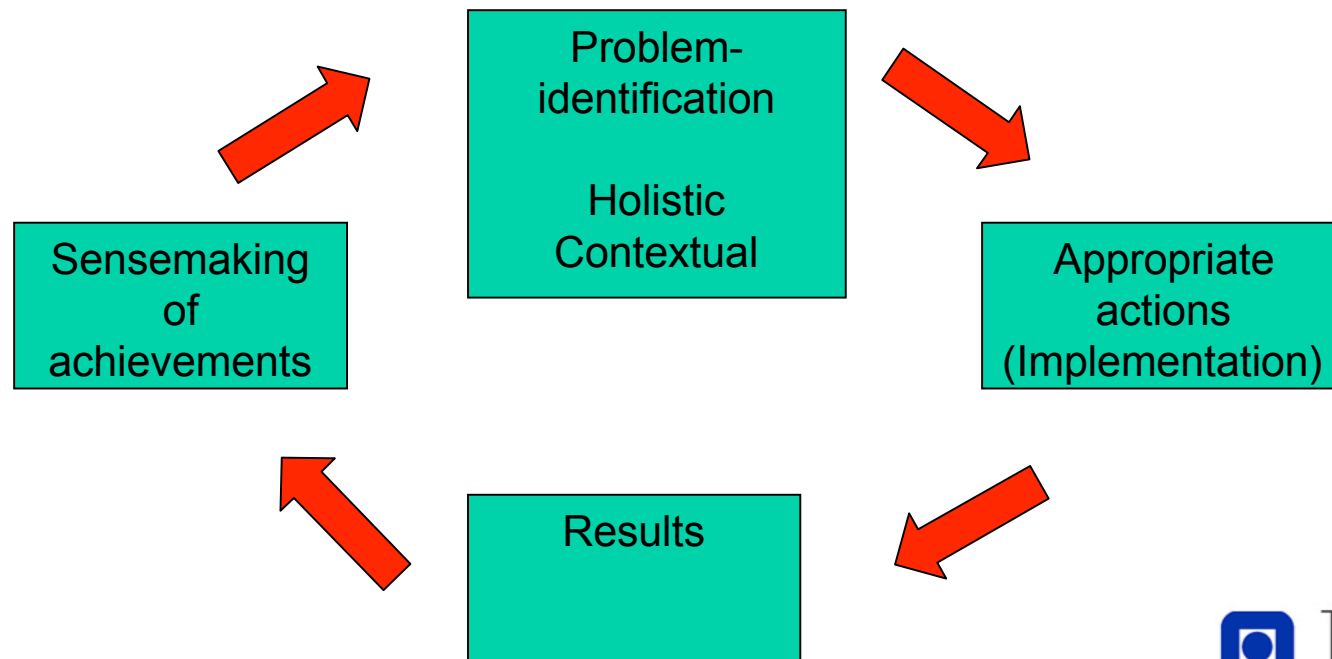 Problem-
identification
Holistic
Contextual
Sensemaking
of
achievements
Appropriate
actions
(Implementation)
Results